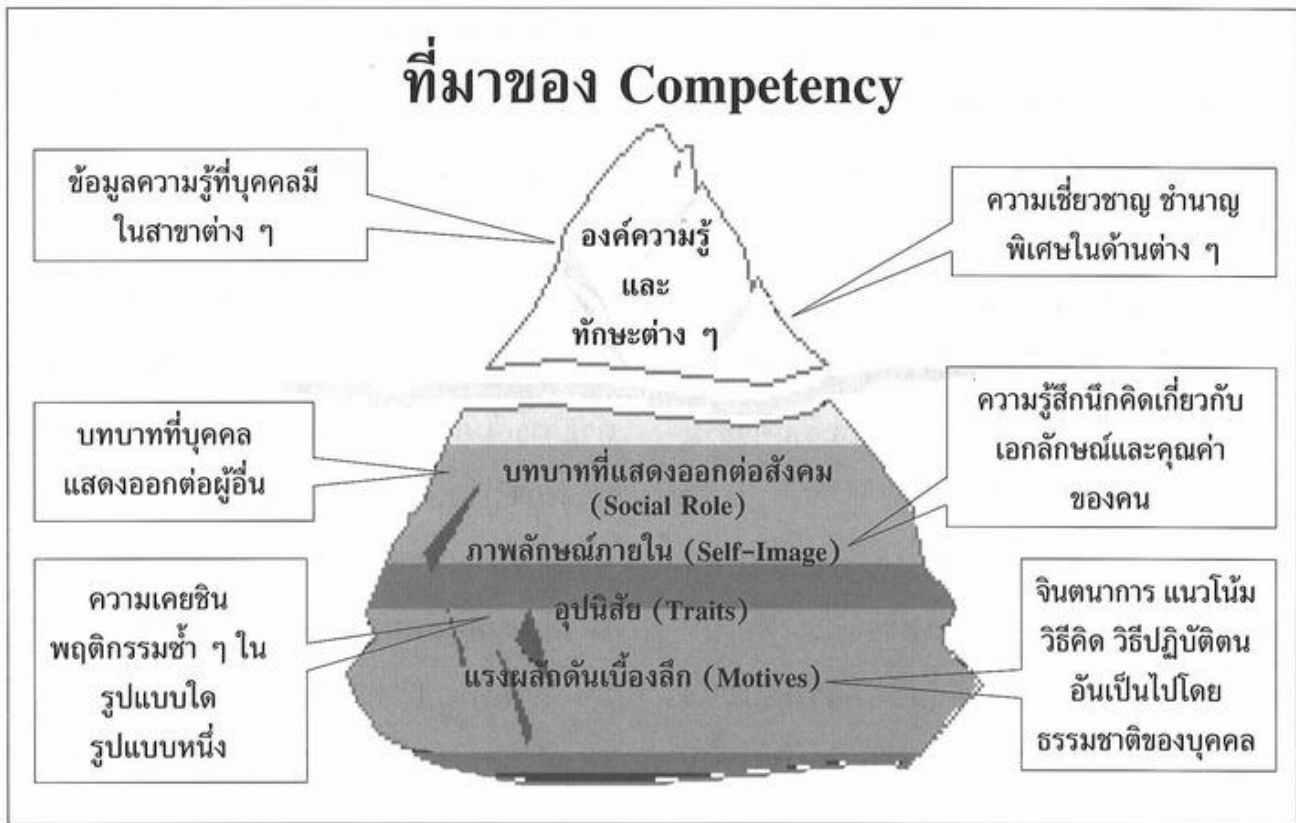 ที่มาของ Competency
ข้อมูลความรู้ที่บุคคลมี
ในสาขาต่าง ๆ
องค์ความรู้
และ
ทักษะต่าง ๆ
ความเชี่ยวชาญ ชำนาญ
พิเศษในด้านต่าง ๆ
บทบาทที่บุคคล
แสดงออกต่อผู้อื่น
บทบาทที่แสดงออกต่อสังคม
(Social Role)
ภาพลักษณ์ภายใน (Self-Image)
ความรู้สึกนึกคิดเกี่ยวกับ
เอกลักษณ์และคุณค่า
ของคน
ความเคยชิน
พฤติกรรมซ้ำ ๆ ใน
รูปแบบใด
รูปแบบหนึ่ง
อุปนิสัย (Traits)
แรงผลักดันเบื้องลึก (Motives)
จินตนาการ แนวโน้ม
วิธีคิด วิธีปฏิบัติตน
อันเป็นไปโดย
ธรรมชาติของบุคคล